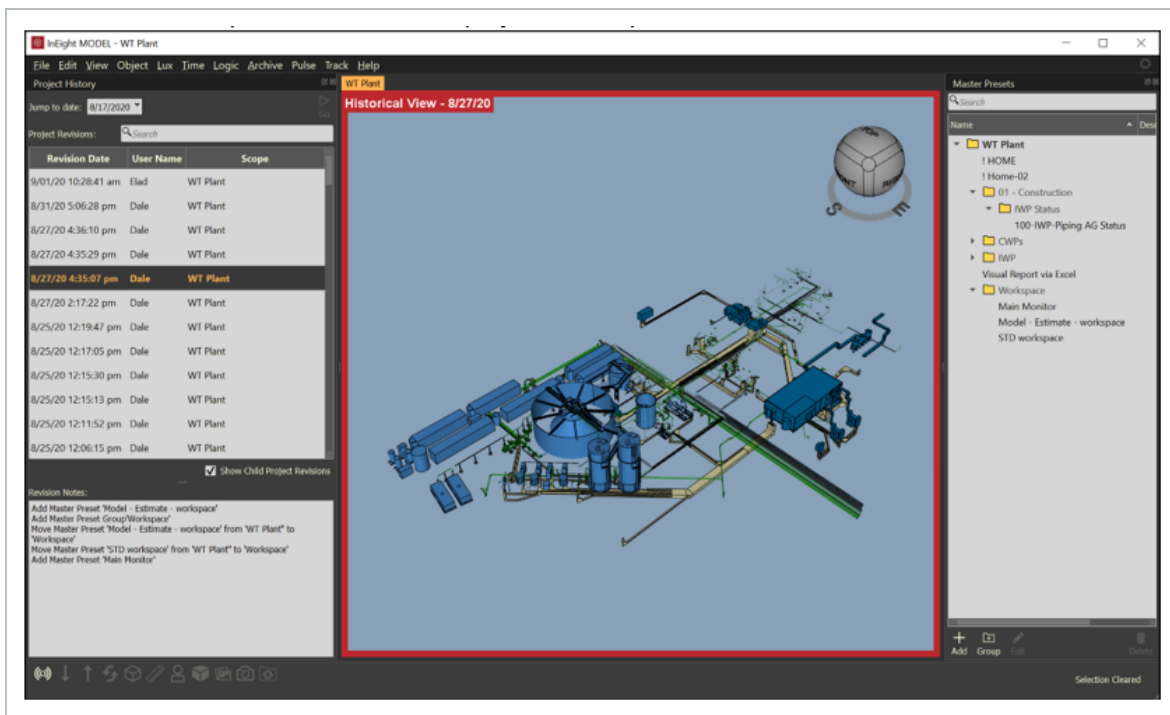 InEight MODEL - WT Plant
File Edit View Object Lux Time Logic Archive Pulse Track Help
Project History
Jump to date: 8/17/2020
Go
Project Revisions: Search
Revision Date User Name Scope
9/01/20 10:28:41 am Elad WT Plant
8/31/20 5:06:28 pm Dale WT Plant
8/27/20 4:36:10 pm Dale WT Plant
8/27/20 4:35:29 pm Dale WT Plant
8/27/20 4:35:07 pm Dale WT Plant
8/27/20 2:17:22 pm Dale WT Plant
8/25/20 12:19:47 pm Dale WT Plant
8/25/20 12:17:05 pm Dale WT Plant
8/25/20 12:15:30 pm Dale WT Plant
8/25/20 12:15:13 pm Dale WT Plant
8/25/20 12:11:52 pm Dale WT Plant
8/25/20 12:06:15 pm Dale WT Plant
Show Child Project Revisions
Revision Notes:
Add Master Preset 'Model - Estimate - workspace'
Add Master Preset Group'Workspace'
Move Master Preset 'Model - Estimate - workspace' from 'WT Plant" to
'Workspace'
Move Master Preset 'STD workspace' from 'WT Plant" to 'Workspace'
Add Master Preset 'Main Monitor'
WT Plant
Historical View - 8/27/20
TOP
FRONT
RIGHT
S
E
Master Presets
Search
Name Desc
WT Plant
! HOME
! Home-02
01 - Construction
IWP Status
100-IWP-Piping AG Status
CWPs
IWP
Visual Report via Excel
Workspace
Main Monitor
Model - Estimate - workspace
STD workspace
Add Group Edit Delete
Selection Cleared